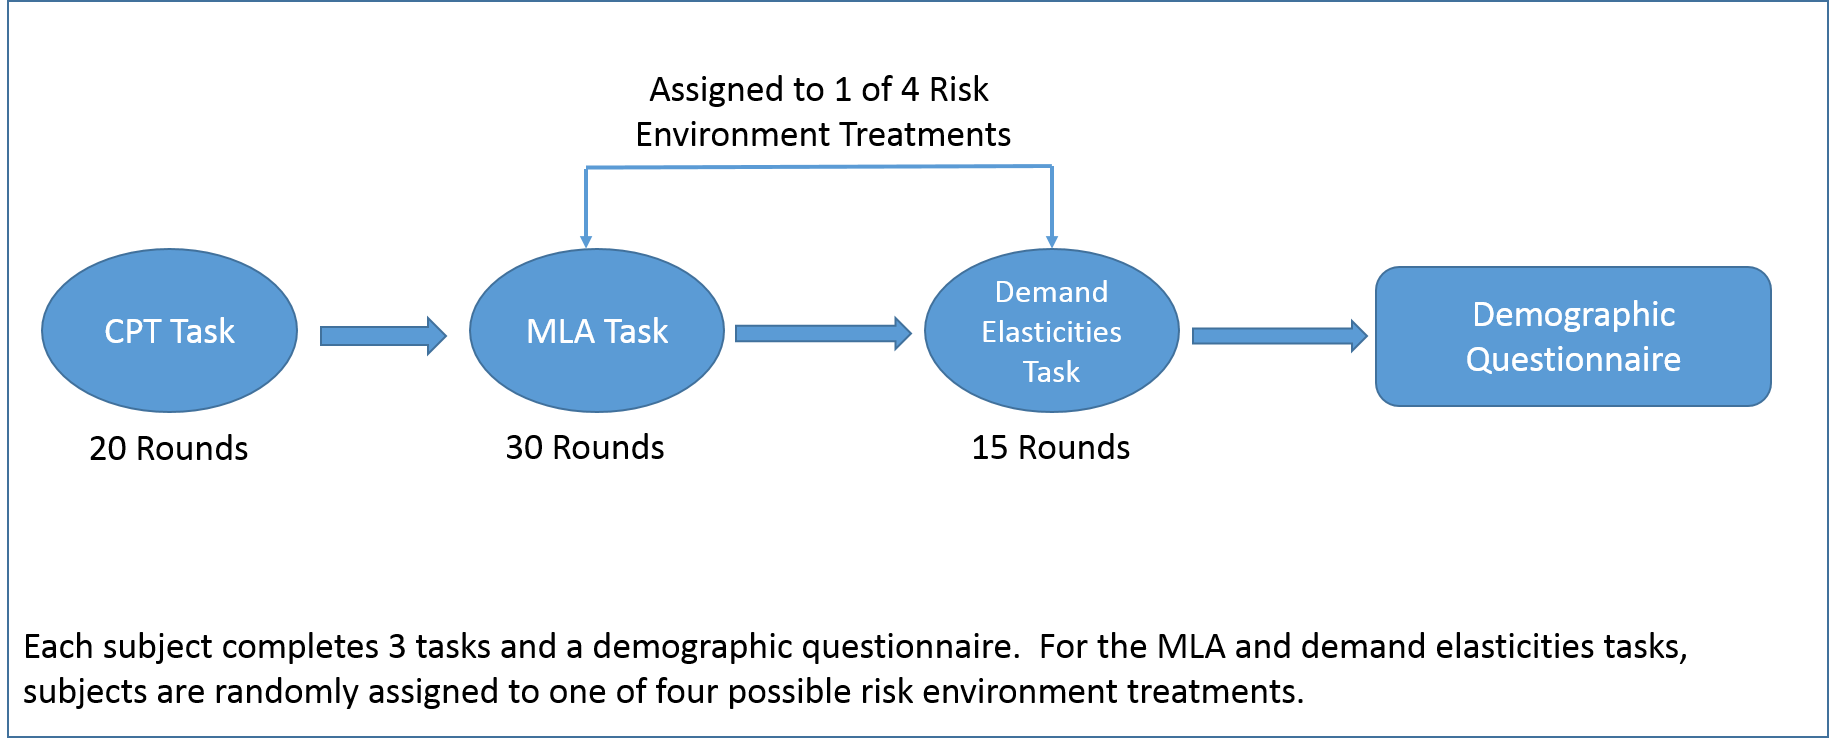 Assigned to 1 of 4 Risk
Environment Treatments
CPT Task
MLA Task
Demand
Elasticities
Task
Demographic
Questionnaire
20 Rounds
30 Rounds
15 Rounds
Each subject completes 3 tasks and a demographic questionnaire.  For the MLA and demand elasticities tasks,
subjects are randomly assigned to one of four possible risk environment treatments.